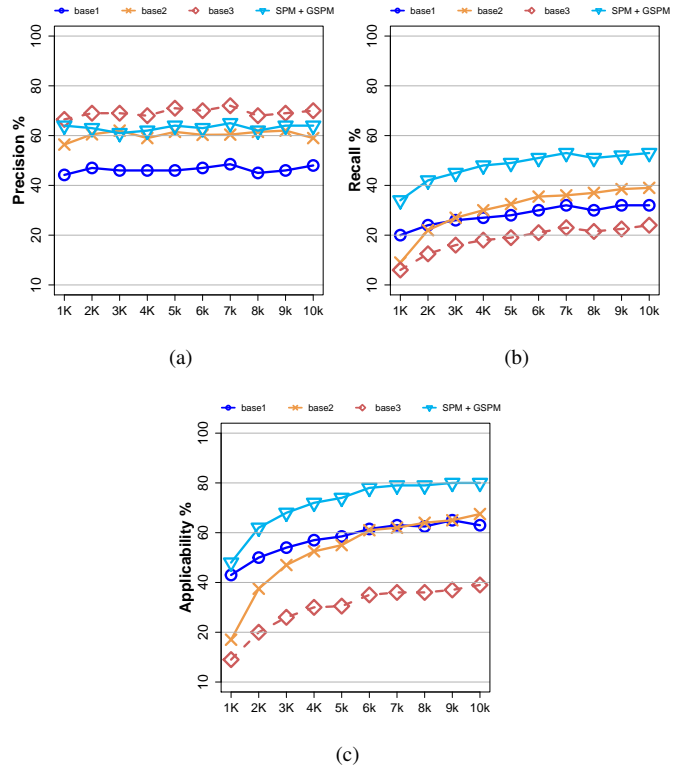 base1 base2 base3 SPM + GSPM
100
80
60
40
20
10
Precision %
1K 2K 3K 4K 5k 6k 7k 8k 9k 10k
(a)
base1 base2 base3 SPM + GSPM
100
80
60
40
20
10
Recall %
1K 2K 3K 4K 5K 6k 7k 8k 9k 10k
(b)
base1 base2 base3 SPM + GSPM
100
80
60
40
20
10
Applicability %
1K 2K 3K 4K 5k 6k 7k 8k 9k 10k
(c)